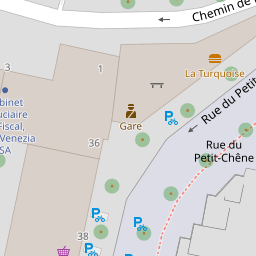 Chemin de
3
1
La Turquoise
binet
uciaire
Fiscal,
Venezia
SA
Gare
Rue du Petit
Rue du
Petit-Chêne
36
38